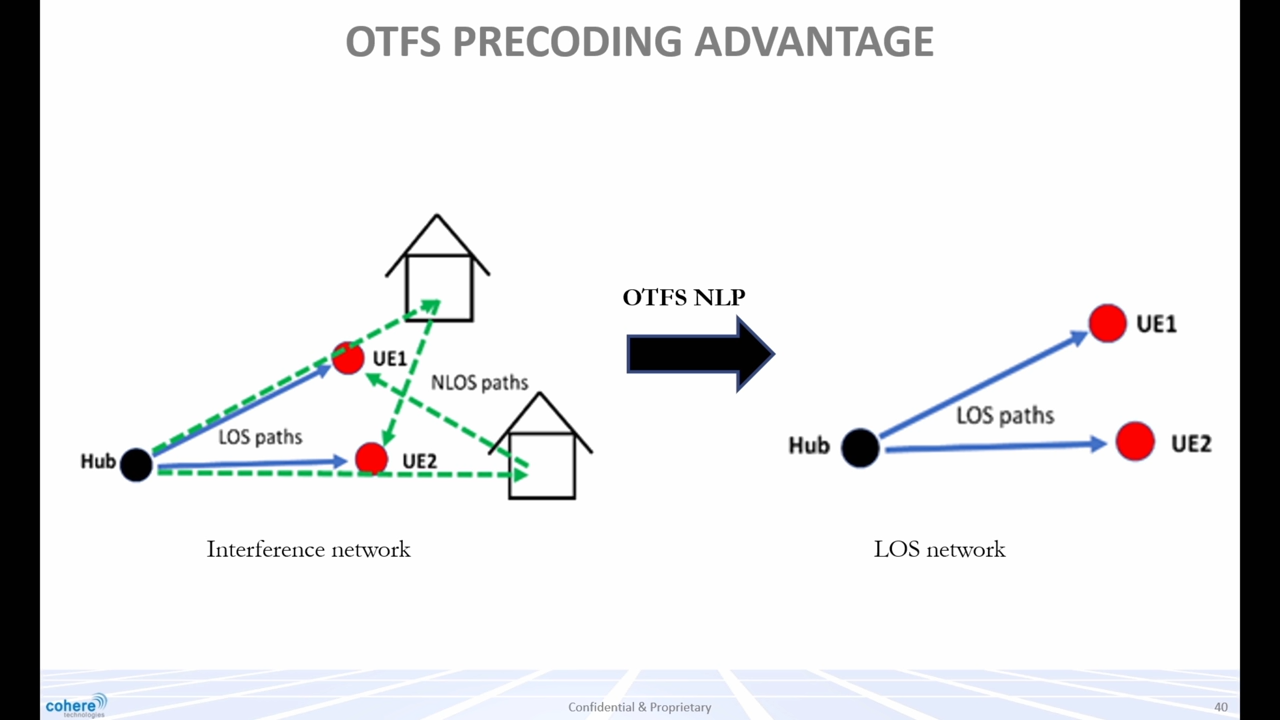 OTFS PRECODING ADVANTAGE
OTFS NLP
UE1
NLOS paths
LOS paths
Hub
UE2
Interference network
UE1
LOS paths
Hub
UE2
LOS network
cohere
technologies
Confidential & Proprietary
40